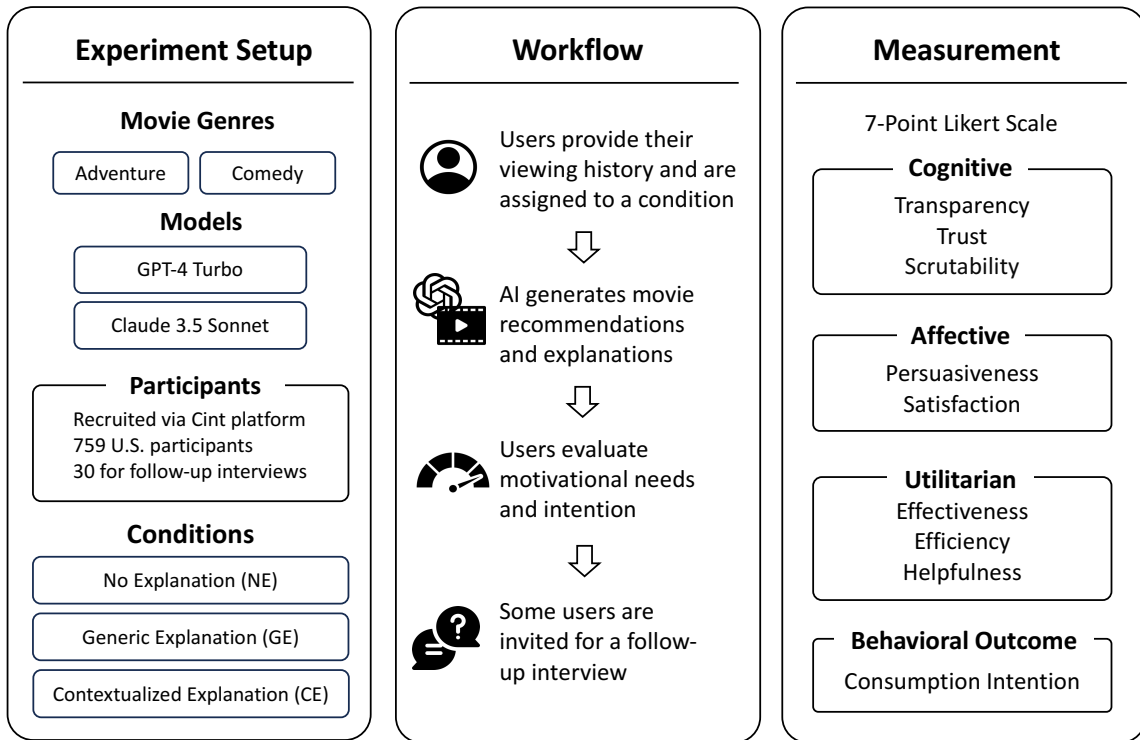 Experiment Setup
Movie Genres
Adventure
Comedy
Models
GPT-4 Turbo
Claude 3.5 Sonnet
Participants
Recruited via Cint platform
759 U.S. participants
30 for follow-up interviews
Conditions
No Explanation (NE)
Generic Explanation (GE)
Contextualized Explanation (CE)
Workflow
Users provide their
viewing history and are
assigned to a condition
AI generates movie
recommendations
and explanations
Users evaluate
motivational needs
and intention
?
Some users are
invited for a follow-
up interview
Measurement
7-Point Likert Scale
Cognitive
Transparency
Trust
Scrutability
Affective
Persuasiveness
Satisfaction
Utilitarian
Effectiveness
Efficiency
Helpfulness
Behavioral Outcome
Consumption Intention